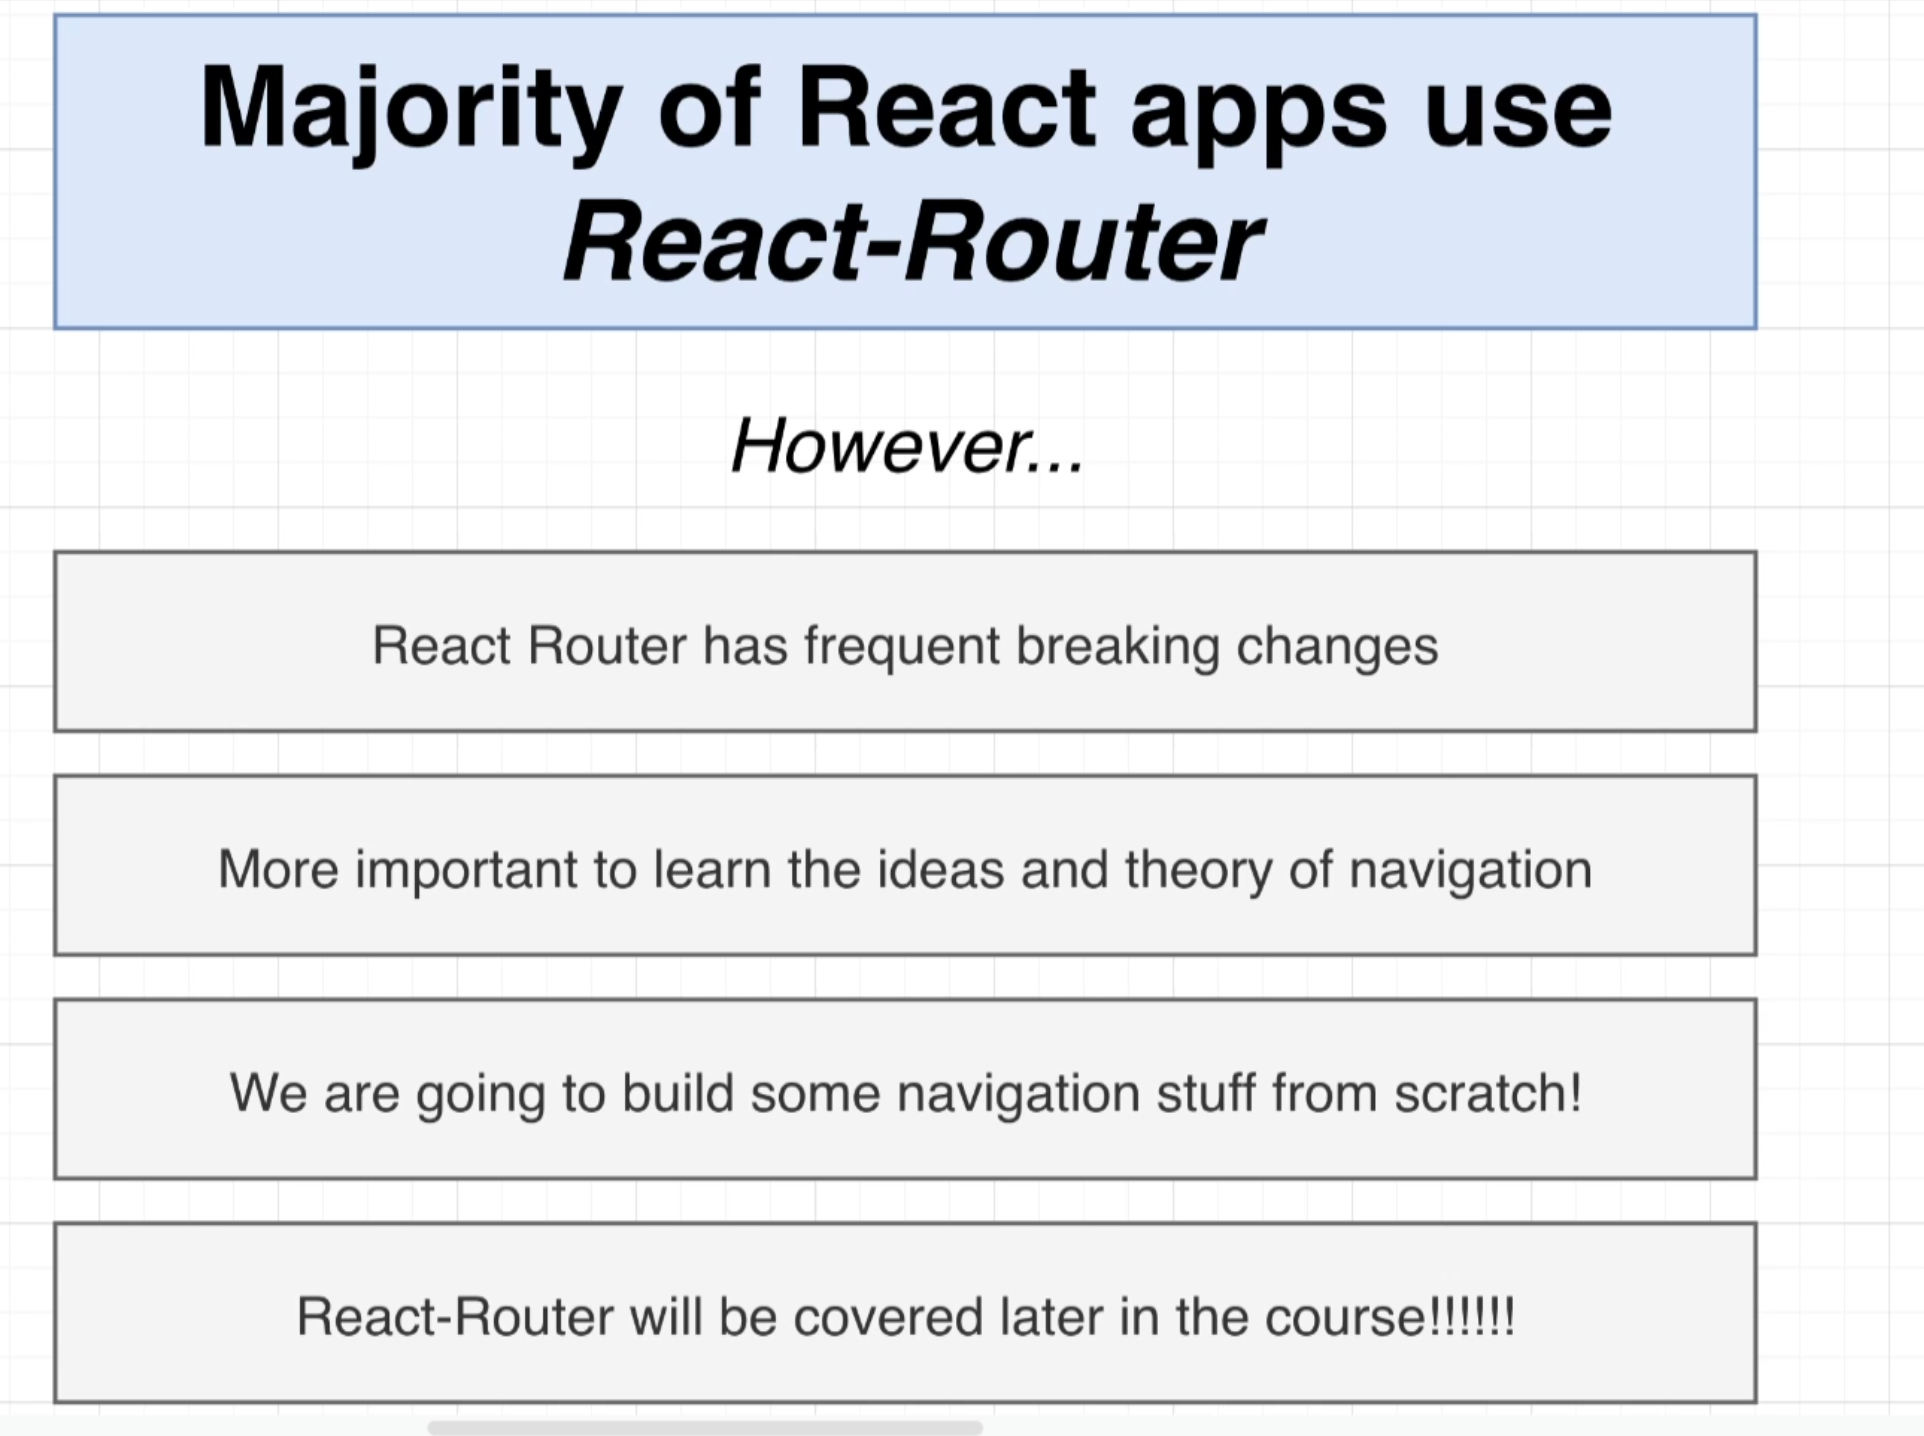 Majority of React apps use
React-Router
However...
React Router has frequent breaking changes
More important to learn the ideas and theory of navigation
We are going to build some navigation stuff from scratch!
React-Router will be covered later in the course!!!!!!